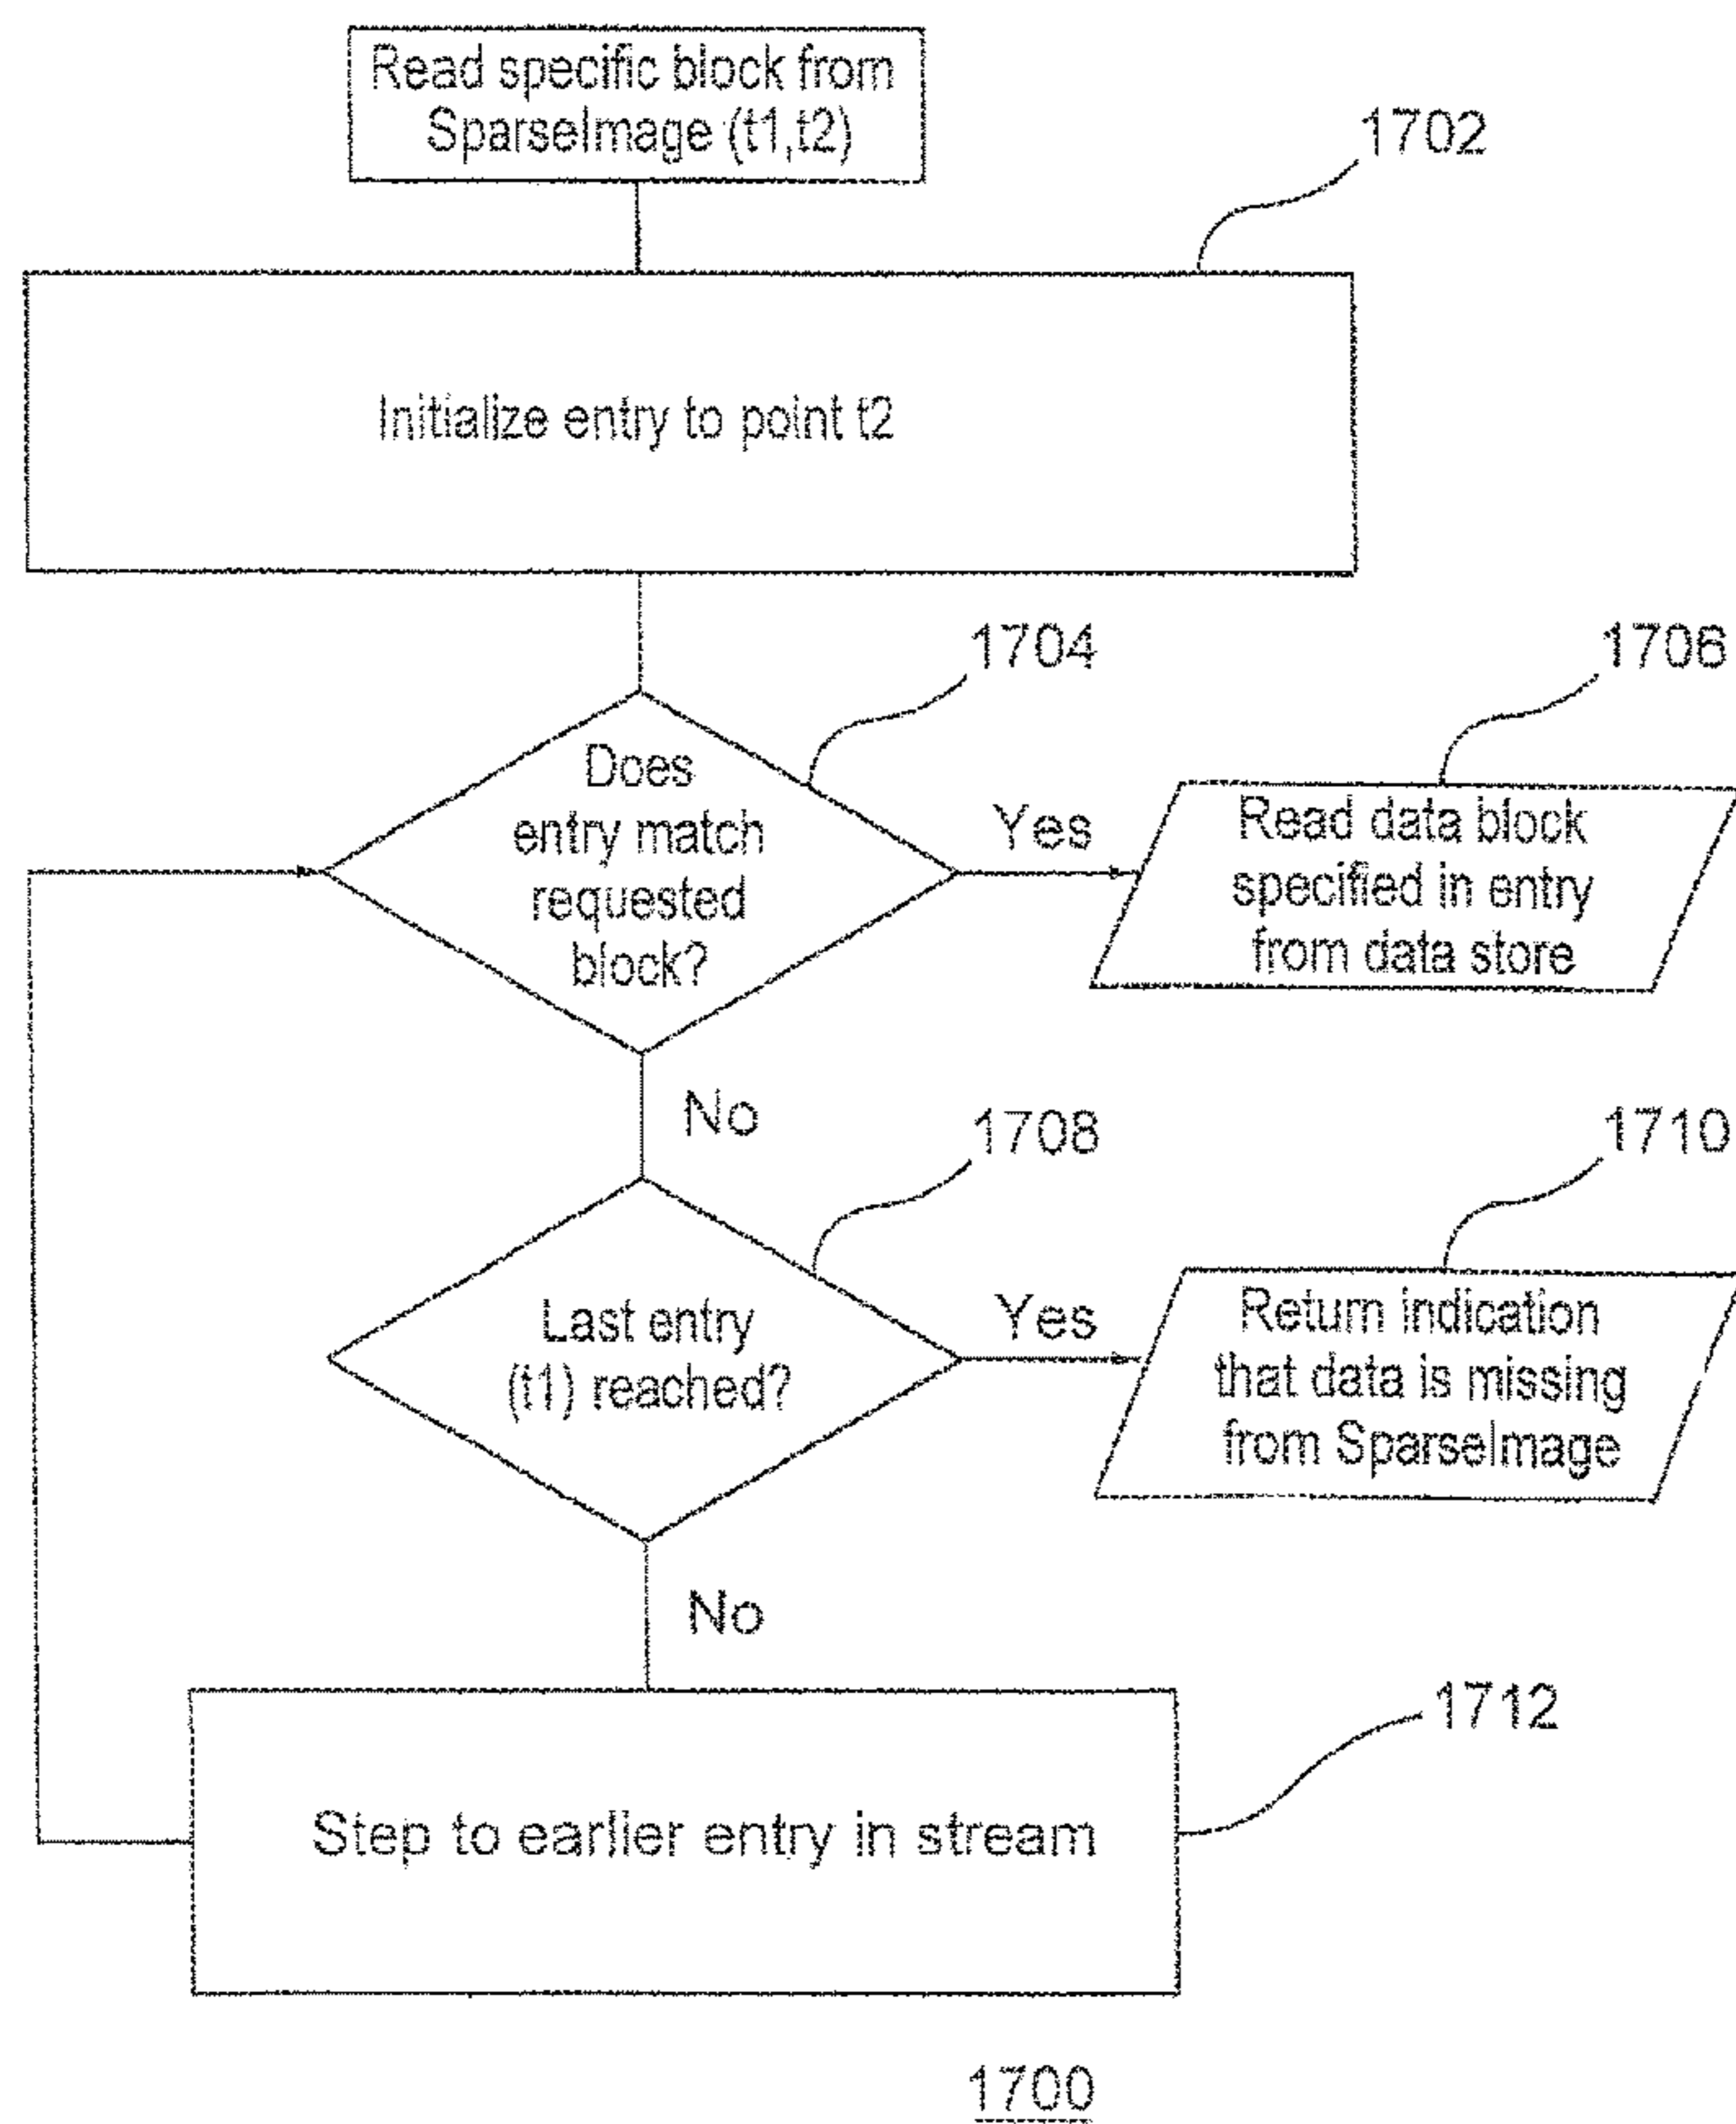 Read specific block from
SparseImage (t1,t2)
1702
Initialize entry to point t2
1704
1706
Does
entry match
requested
block?
Yes
Read data block
specified in entry
from data store
No
1708
1710
Last entry
(t1) reached?
Yes
Return indication
that data is missing
from SparseImage
No
1712
Step to earlier entry in stream
1700